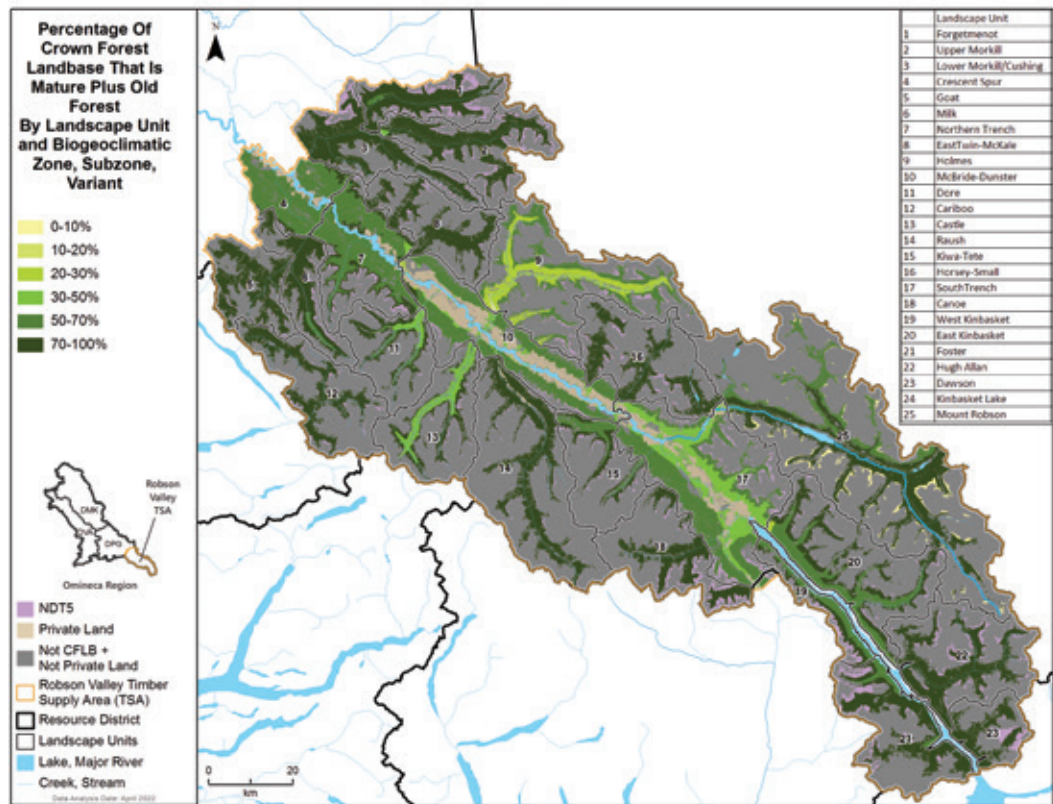 Percentage Of
Crown Forest
Landbase That Is
Mature Plus Old
Forest
By Landscape Unit
and Biogeoclimatic
Zone, Subzone,
Variant
0-10%
10-20%
20-30%
30-50%
50-70%
70-100%
DMK
DPG
Robson
Valley
TSA
Omineca Region
NDT5
Private Land
Not CFLB +
Not Private Land
Robson Valley Timber
Supply Area (TSA)
Resource District
Landscape Units
Lake, Major River
Creek, Stream
Data Analysis Date: April 2022
N
0 20
km
3
4
7
9
10
11
12
13
14
15
16
17
18
19
20
21
22
23
25
Landscape Unit
1 Forgetmenot
2 Upper Morkill
3 Lower Morkill/Cushing
4 Crescent Spur
5 Goat
6 Milk
7 Northern Trench
8 EastTwin-McKale
9 Holmes
10 McBride-Dunster
11 Dore
12 Cariboo
13 Castle
14 Raush
15 Kiwa-Tete
16 Horsey-Small
17 SouthTrench
18 Canoe
19 West Kinbasket
20 East Kinbasket
21 Foster
22 Hugh Allan
23 Dawson
24 Kinbasket Lake
25 Mount Robson